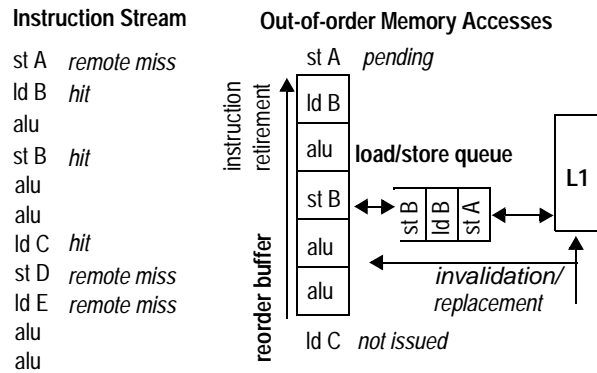 Instruction Stream
st A remote miss
ld B hit
alu
st B hit
alu
alu
ld C hit
st D remote miss
ld E remote miss
alu
alu
Out-of-order Memory Accesses
st A pending
instruction
retirement
reorder buffer
ld B
alu
st B
alu
alu
ld C not issued
load/store queue
st B
ld B
st A
L1
invalidation/
replacement